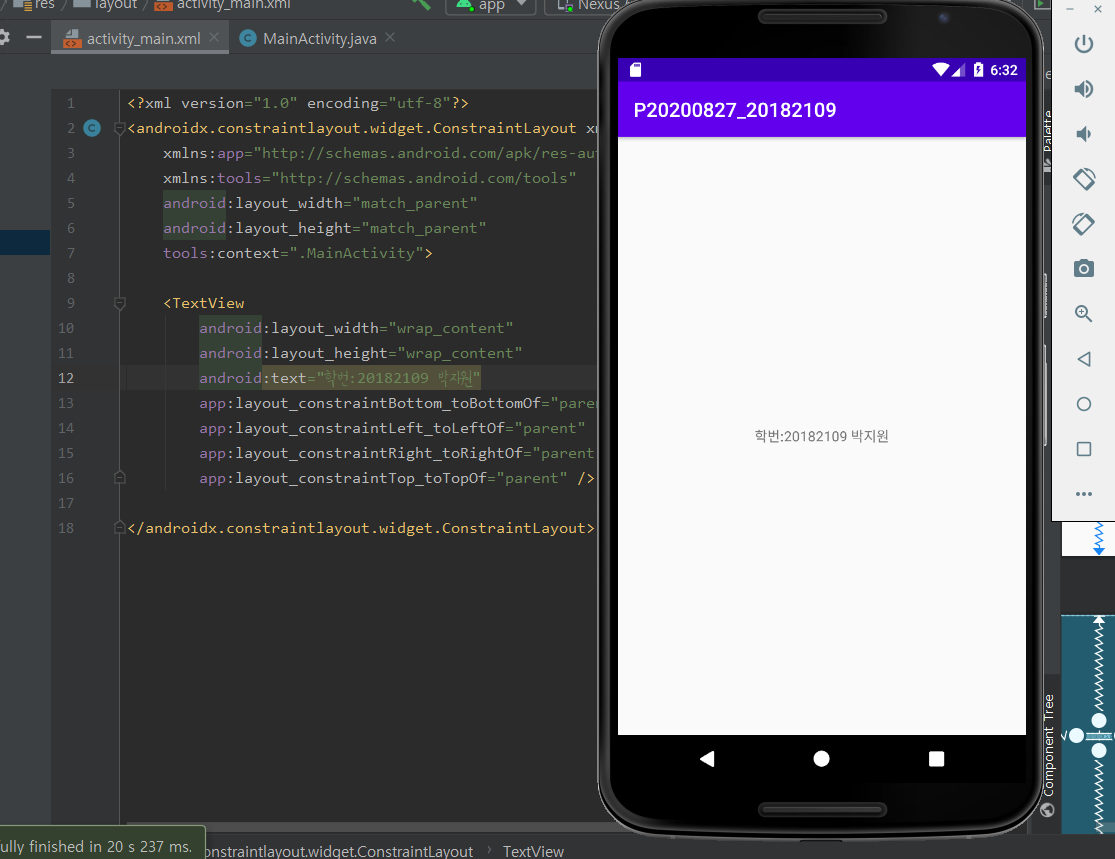 res
layout
activity_main.xml
app
Nexus
activity_main.xml
MainActivity.java
6:32
P20200827_20182109
Palette
1 <?xml version="1.0" encoding="utf-8"?>
2 <androidx.constraintlayout.widget.ConstraintLayout xm
3 xmlns:app="http://schemas.android.com/apk/res-aut
4 xmlns:tools="http://schemas.android.com/tools"
5 android:layout_width="match_parent"
6 android:layout_height="match_parent"
7 tools:context=".MainActivity">
8
9 <TextView
10 android:layout_width="wrap_content"
11 android:layout_height="wrap_content"
12 android:text="학번:20182109 박지원"
13 app:layout_constraintBottom_toBottomOf="paren
14 app:layout_constraintLeft_toLeftOf="parent"
15 app:layout_constraintRight_toRightOf="parent
16 app:layout_constraintTop_toTopOf="parent" />
17
18 </androidx.constraintlayout.widget.ConstraintLayout>
학번:20182109 박지원
Component Tree
ully finished in 20 s 237 ms.
onstraintlayout.widget.ConstraintLayout
TextView